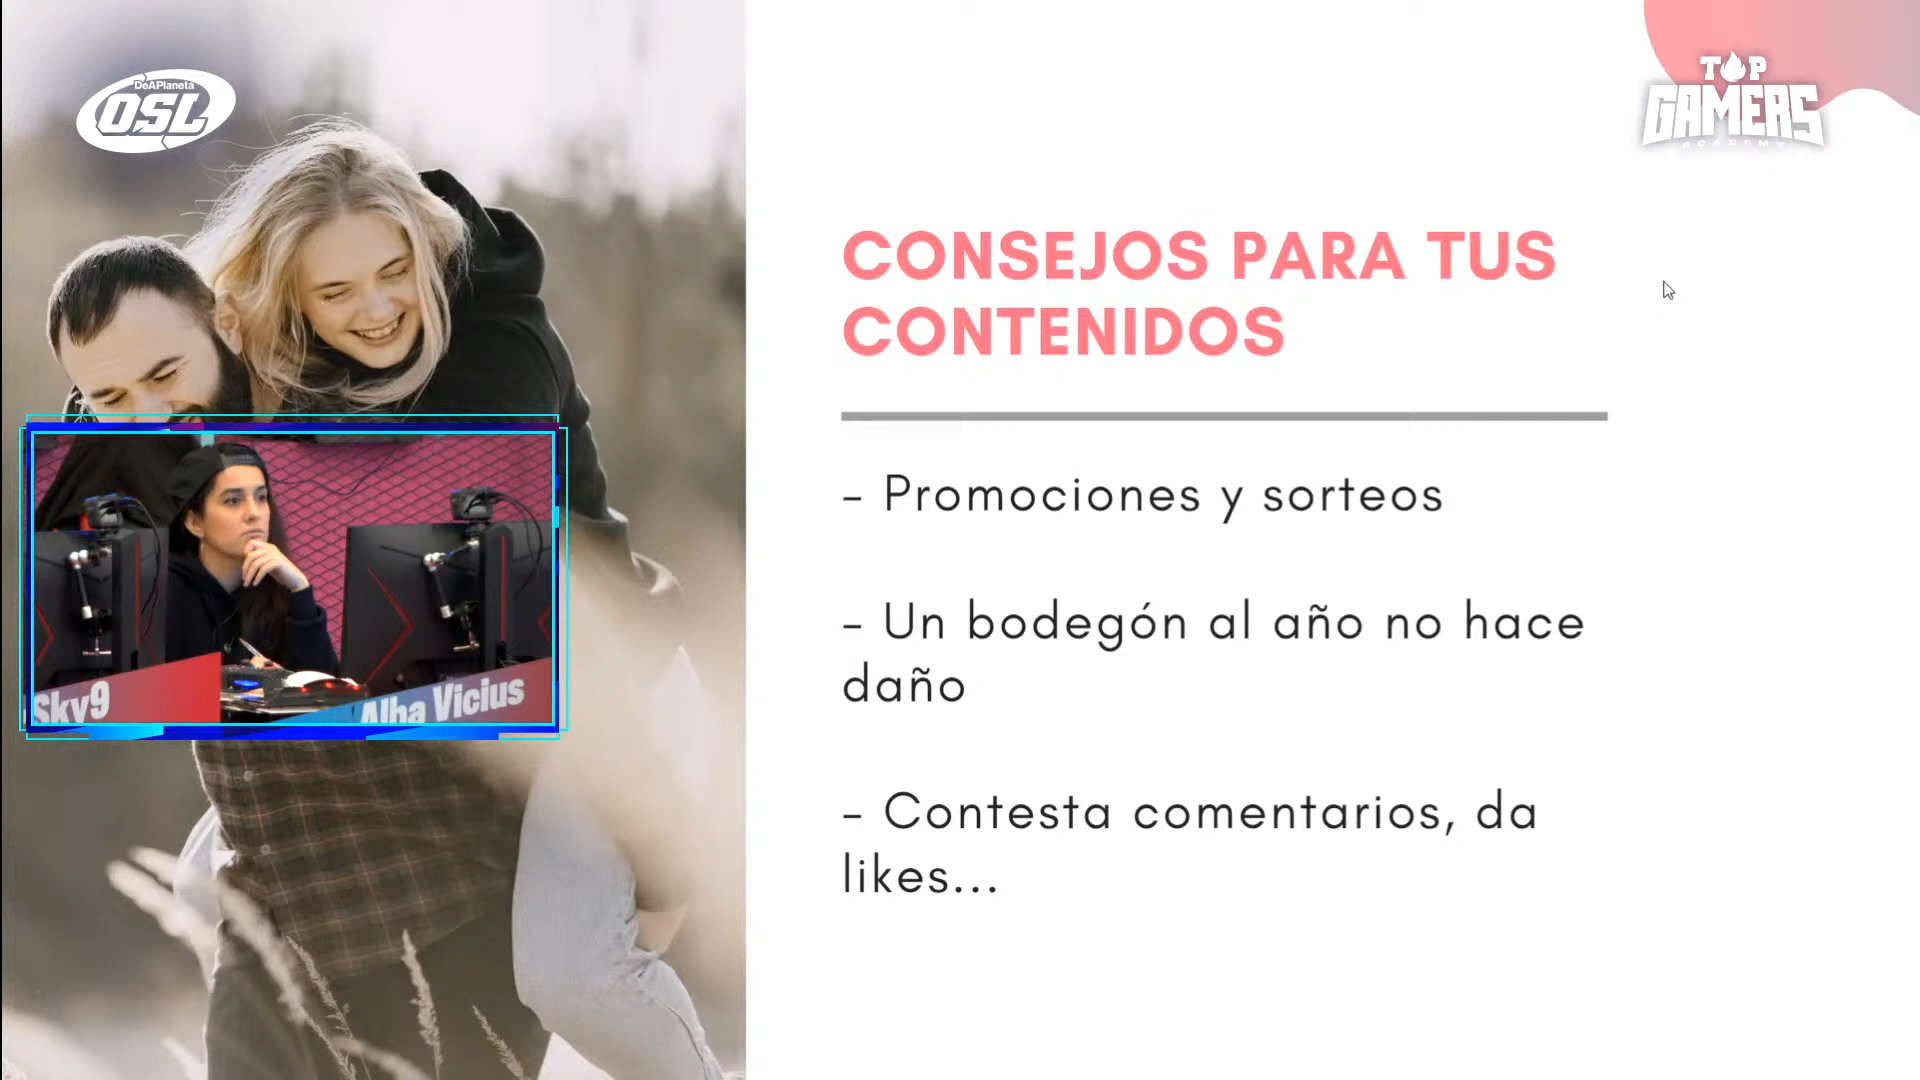 DeAPlaneta
OSL
TOP
GAMERS
ACADEMY
CONSEJOS PARA TUS
CONTENIDOS
- Promociones y sorteos
- Un bodegón al año no hace
daño
- Contesta comentarios, da
likes...
Sky9
Alba Vicius